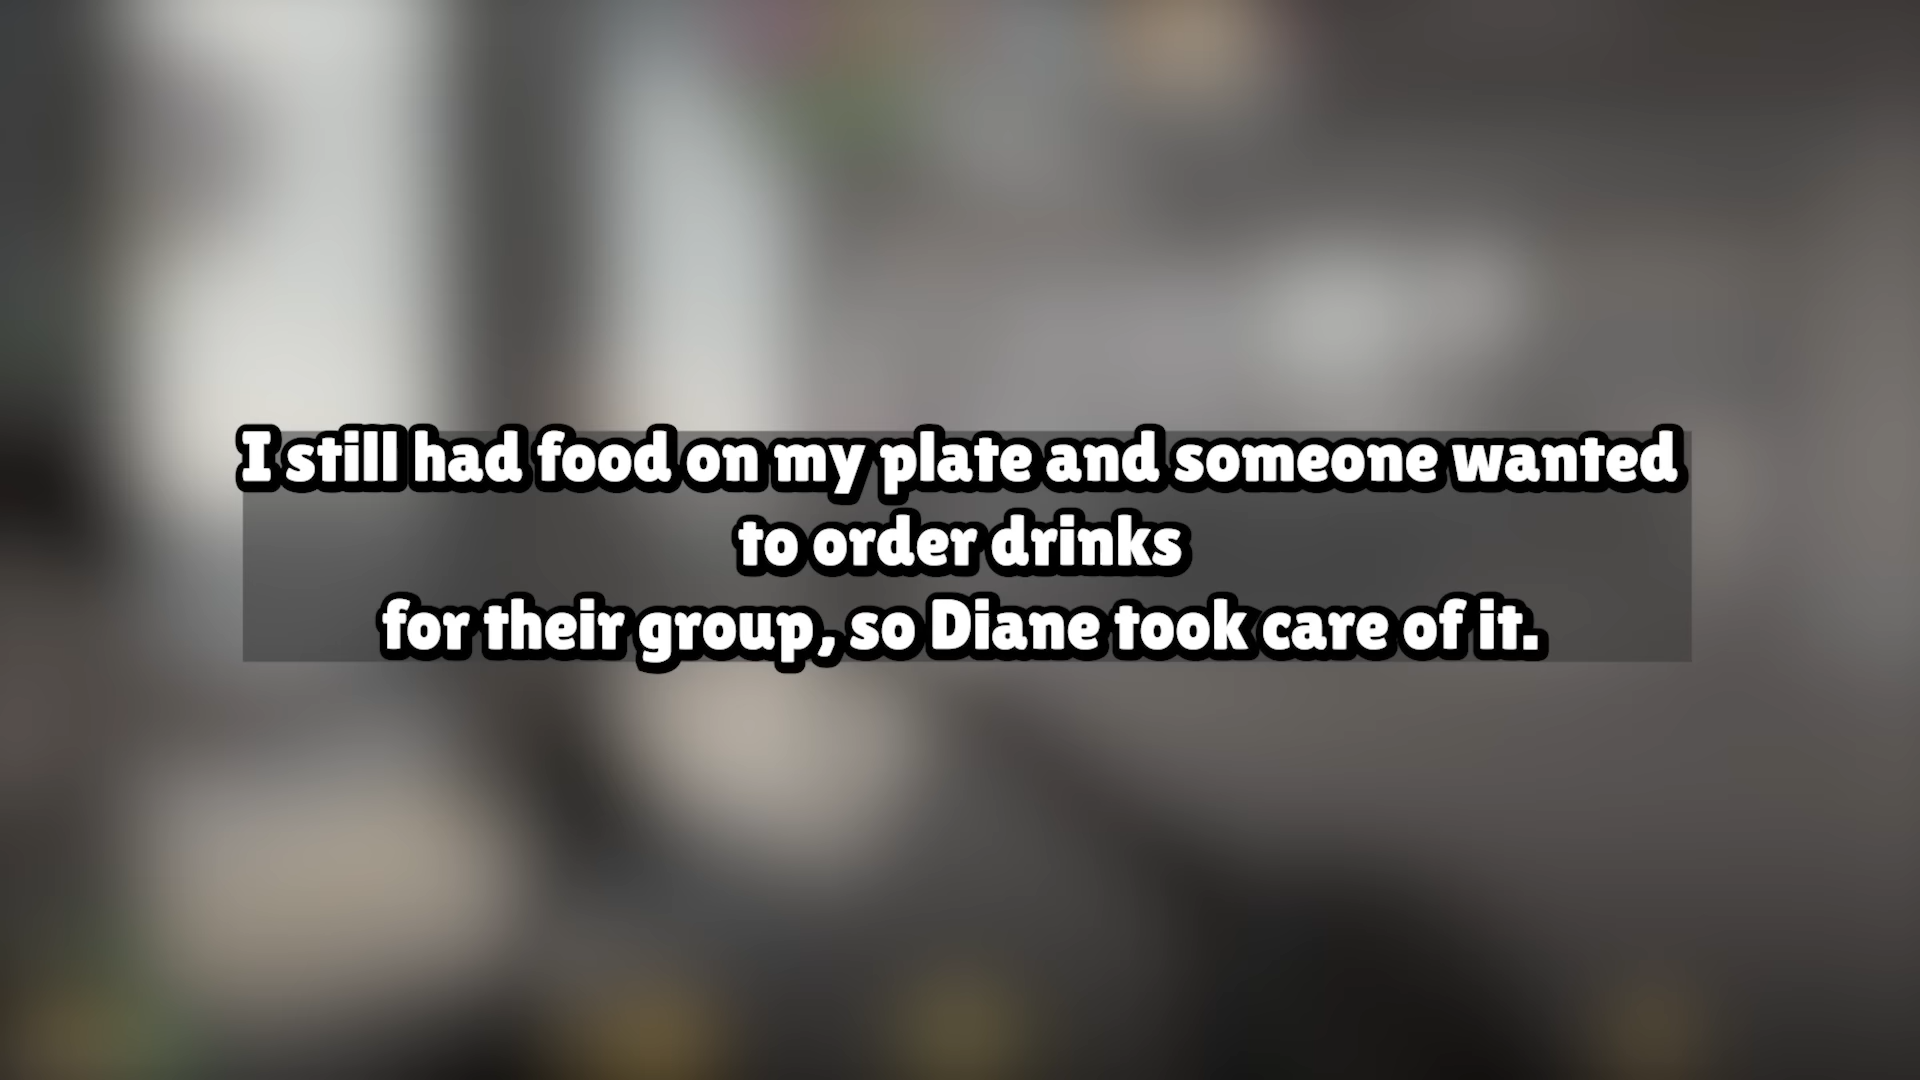 I still had food on my plate and someone wanted
to order drinks
for their group, so Diane took care of it.